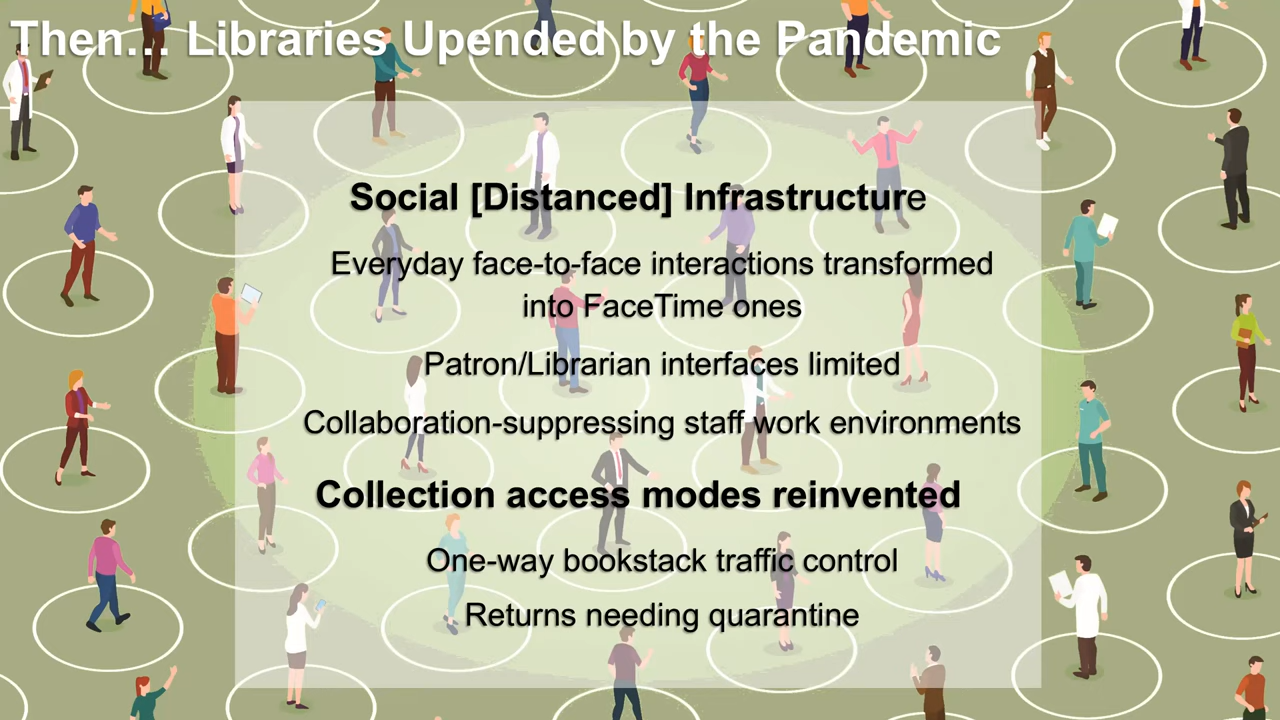 Then… Libraries Upended by the Pandemic
Social [Distanced] Infrastructure
Everyday face-to-face interactions transformed
into FaceTime ones
Patron/Librarian interfaces limited
Collaboration-suppressing staff work environments
Collection access modes reinvented
One-way bookstack traffic control
Returns needing quarantine